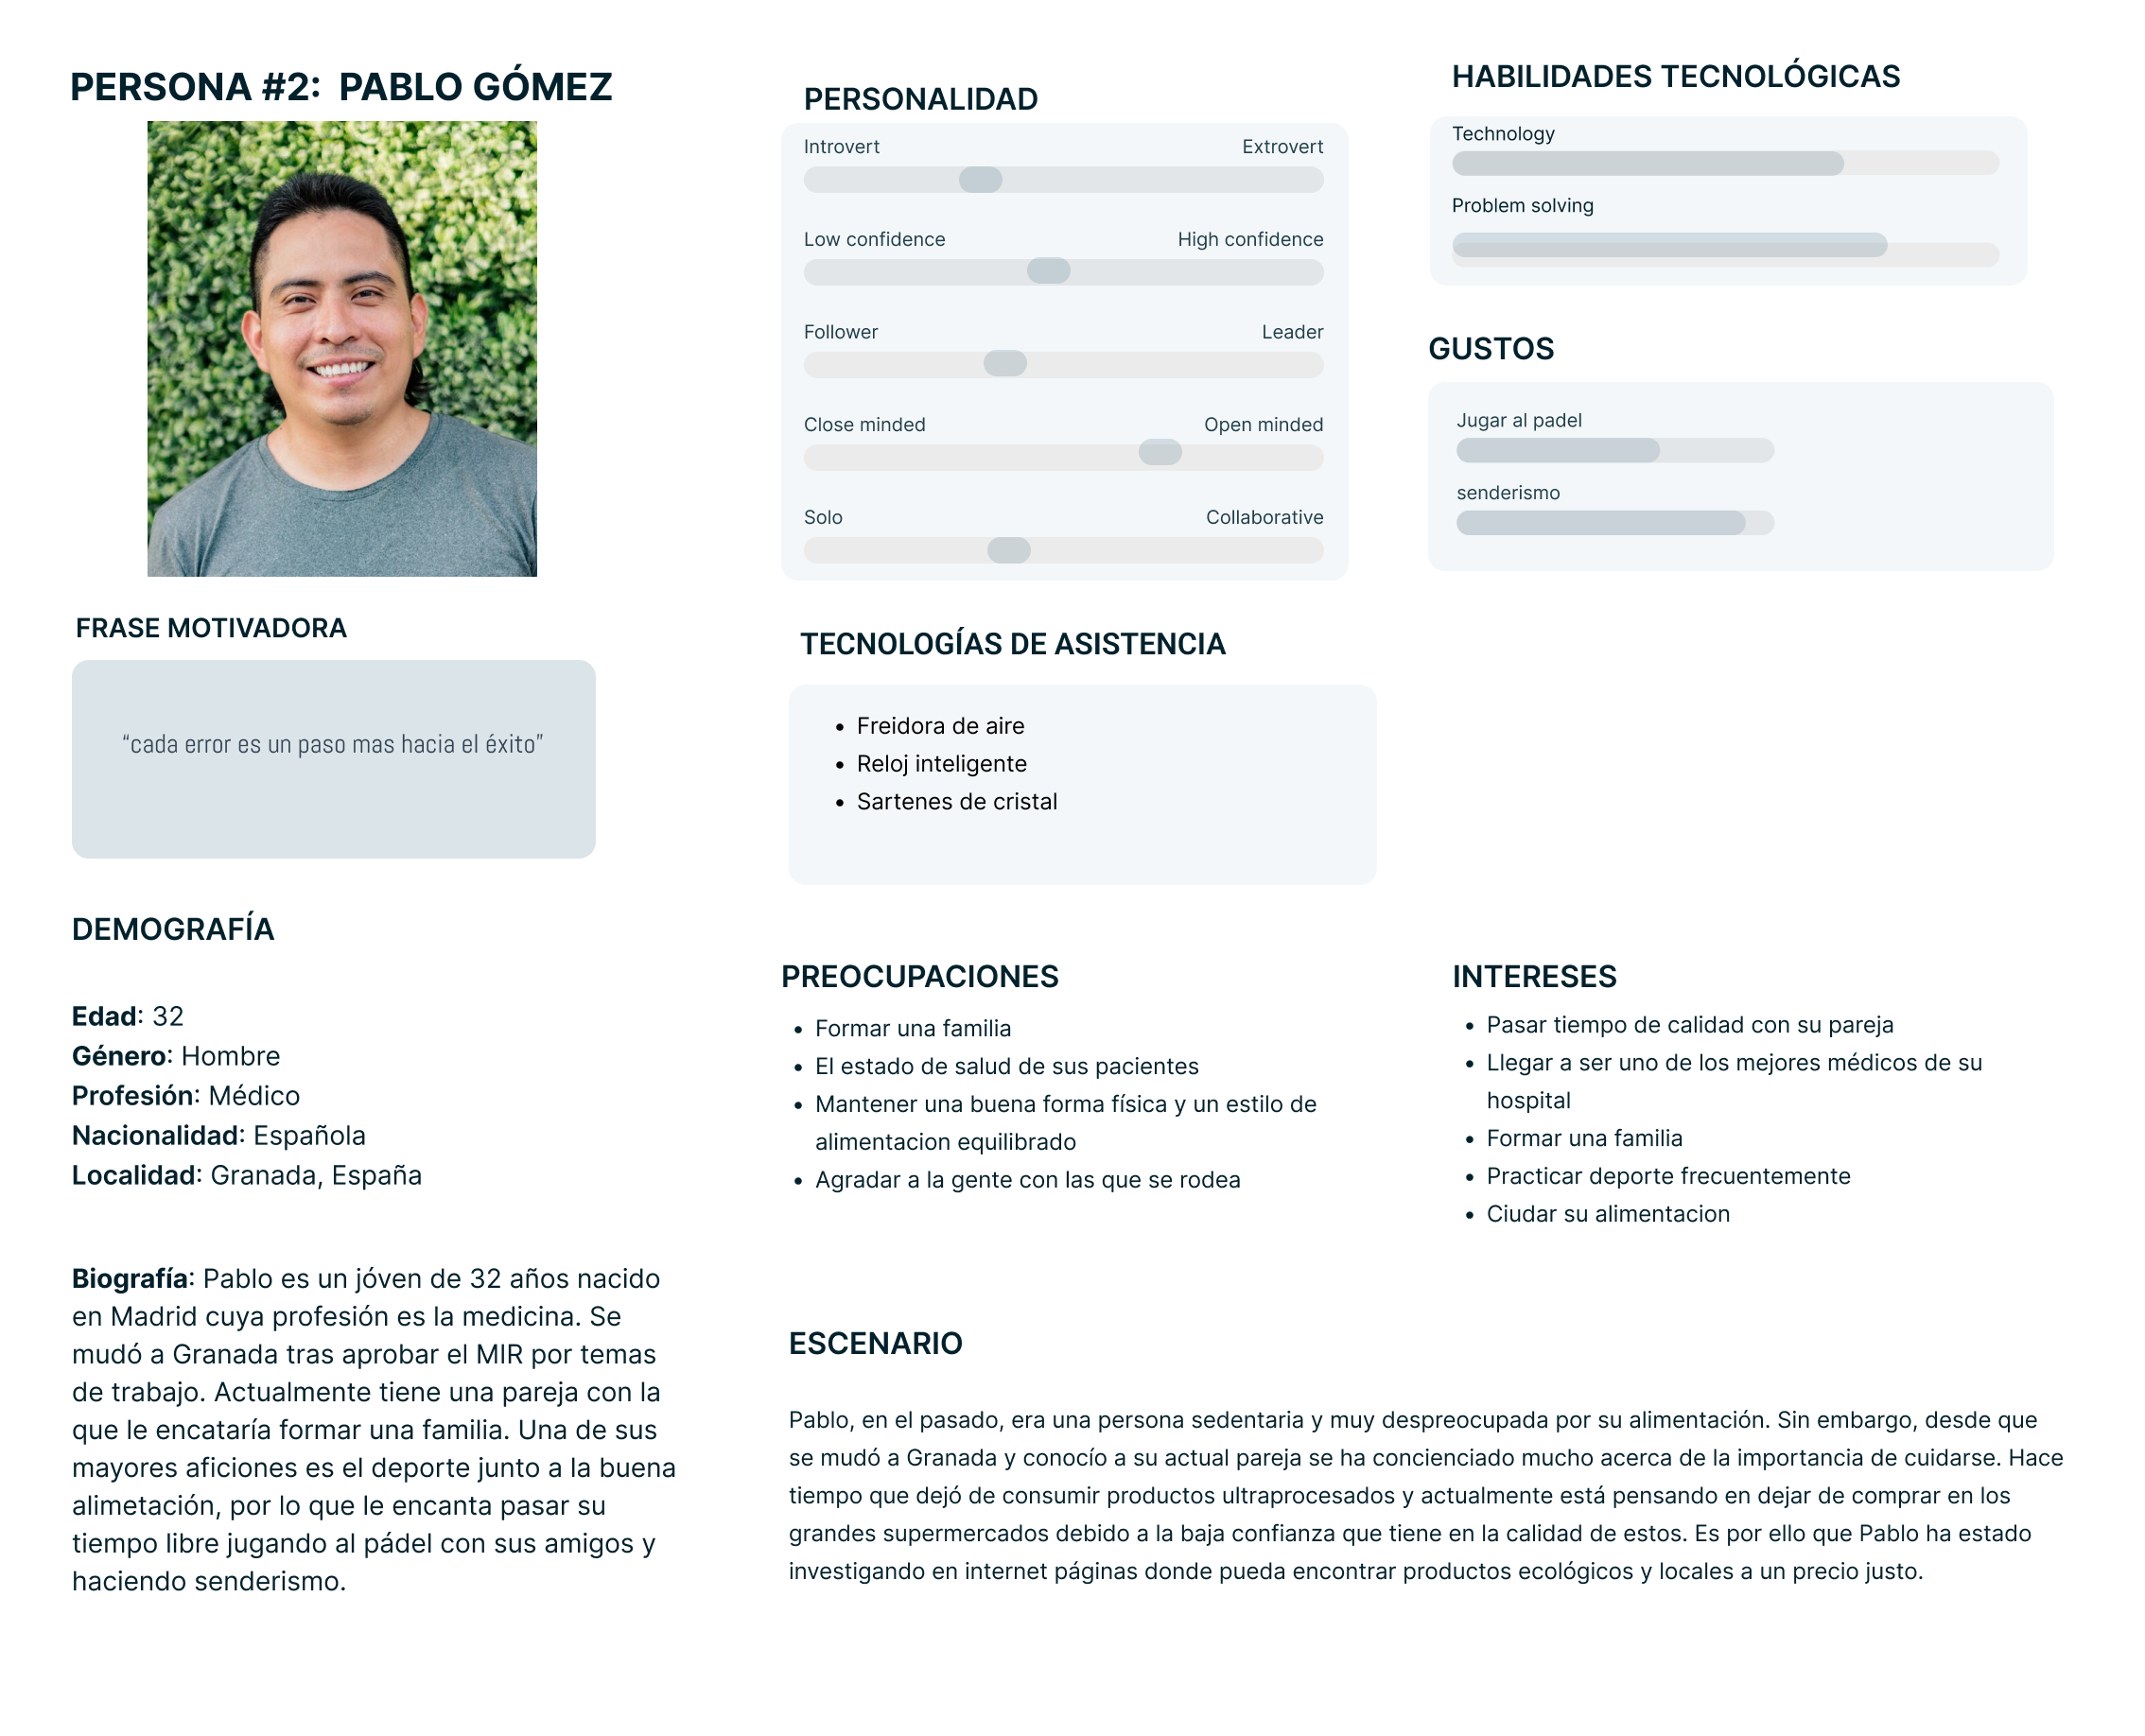 PERSONA #2:  PABLO GÓMEZ
FRASE MOTIVADORA
“cada error es un paso mas hacia el éxito”
DEMOGRAFÍA
Edad: 32
Género: Hombre
Profesión: Médico
Nacionalidad: Española
Localidad: Granada, España
Biografía: Pablo es un jóven de 32 años nacido
en Madrid cuya profesión es la medicina. Se
mudó a Granada tras aprobar el MIR por temas
de trabajo. Actualmente tiene una pareja con la
que le encataría formar una familia. Una de sus
mayores aficiones es el deporte junto a la buena
alimetación, por lo que le encanta pasar su
tiempo libre jugando al pádel con sus amigos y
haciendo senderismo.
PERSONALIDAD
Introvert Extrovert
Low confidence High confidence
Follower Leader
Close minded Open minded
Solo Collaborative
TECNOLOGÍAS DE ASISTENCIA
• Freidora de aire
• Reloj inteligente
• Sartenes de cristal
HABILIDADES TECNOLÓGICAS
Technology
Problem solving
GUSTOS
Jugar al padel
senderismo
PREOCUPACIONES
• Formar una familia
• El estado de salud de sus pacientes
• Mantener una buena forma física y un estilo de
alimentacion equilibrado
• Agradar a la gente con las que se rodea
INTERESES
• Pasar tiempo de calidad con su pareja
• Llegar a ser uno de los mejores médicos de su
hospital
• Formar una familia
• Practicar deporte frecuentemente
• Ciudar su alimentacion
ESCENARIO
Pablo, en el pasado, era una persona sedentaria y muy despreocupada por su alimentación. Sin embargo, desde que
se mudó a Granada y conocío a su actual pareja se ha concienciado mucho acerca de la importancia de cuidarse. Hace
tiempo que dejó de consumir productos ultraprocesados y actualmente está pensando en dejar de comprar en los
grandes supermercados debido a la baja confianza que tiene en la calidad de estos. Es por ello que Pablo ha estado
investigando en internet páginas donde pueda encontrar productos ecológicos y locales a un precio justo.